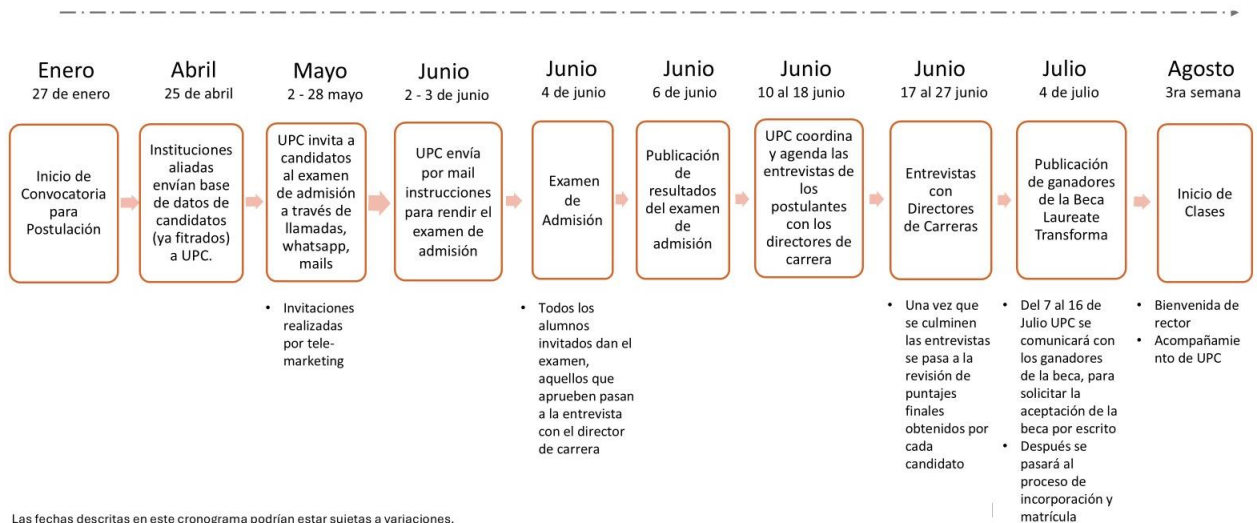 Enero
27 de enero
Inicio de
Convocatoria
para
Postulación
Abril
25 de abril
Instituciones
aliadas
envían base
de datos de
candidatos
(ya fitrados)
a UPC.
Mayo
2 - 28 mayo
UPC invita a
candidatos
al examen
de admisión
a través de
llamadas,
whatsapp,
mails
• Invitaciones
realizadas
por tele-
marketing
Junio
2 - 3 de junio
UPC envía
por mail
instrucciones
para rendir el
examen de
admisión
Junio
4 de junio
Examen
de
Admisión
• Todos los
alumnos
invitados dan el
examen,
aquellos que
aprueben pasan
a la entrevista
con el director
de carrera
Junio
6 de junio
Publicación
de
resultados
del examen
de
admisión
Junio
10 al 18 junio
UPC coordina
y agenda las
entrevistas de
los
postulantes
con los
directores de
carrera
Junio
17 al 27 junio
Entrevistas
con
Directores
de Carreras
• Una vez que
se culminen
las entrevistas
se pasa a la
revisión de
puntajes
finales
obtenidos por
cada
candidato
Julio
4 de julio
Publicación
de ganadores
de la Beca
Laureate
Transforma
• Del 7 al 16 de
Julio UPC se
comunicará con
los ganadores
de la beca, para
solicitar la
aceptación de la
beca por escrito
• Después se
pasará al
proceso de
incorporación y
matrícula
Agosto
3ra semana
Inicio de
Clases
• Bienvenida de
rector
• Acompañamie
nto de UPC
Las fechas descritas en este cronograma podrían estar sujetas a variaciones.